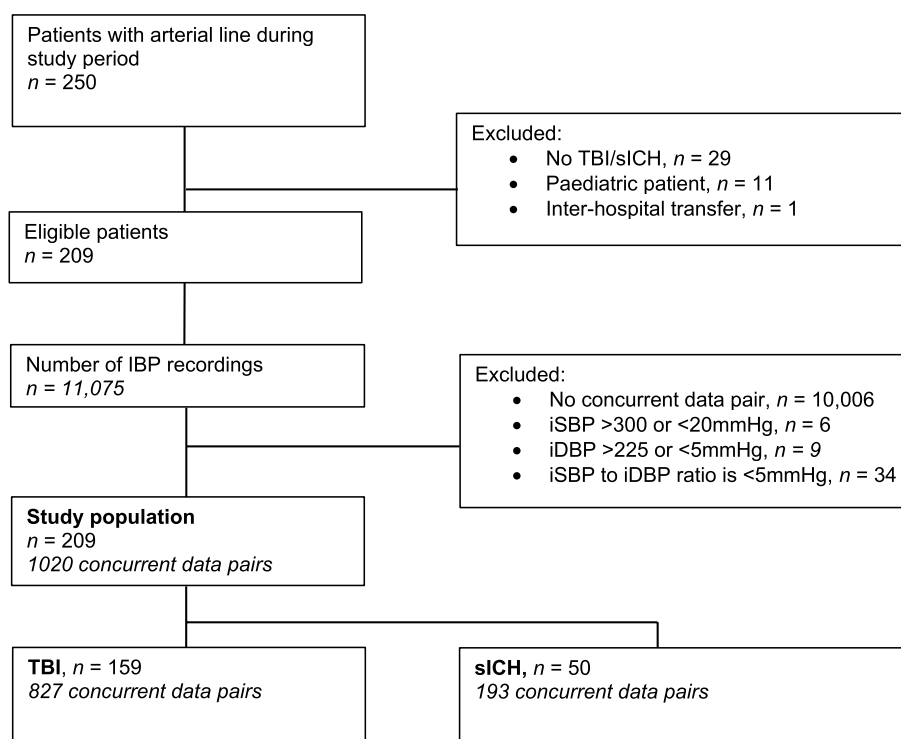 Patients with arterial line during
study period
n = 250
Excluded:
• No TBI/sICH, n = 29
• Paediatric patient, n = 11
• Inter-hospital transfer, n = 1
Eligible patients
n = 209
Number of IBP recordings
n = 11,075
Excluded:
• No concurrent data pair, n = 10,006
• iSBP >300 or <20mmHg, n = 6
• iDBP >225 or <5mmHg, n = 9
• iSBP to iDBP ratio is <5mmHg, n = 34
Study population
n = 209
1020 concurrent data pairs
TBI, n = 159
827 concurrent data pairs
sICH, n = 50
193 concurrent data pairs